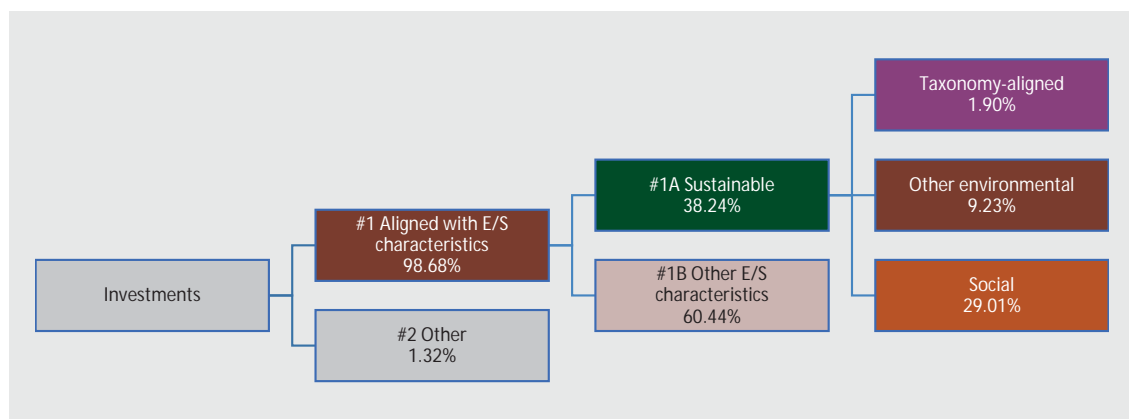 Investments
#1 Aligned with E/S
characteristics
98.68%
#2 Other
1.32%
#1A Sustainable
38.24%
#1B Other E/S
characteristics
60.44%
Taxonomy-aligned
1.90%
Other environmental
9.23%
Social
29.01%